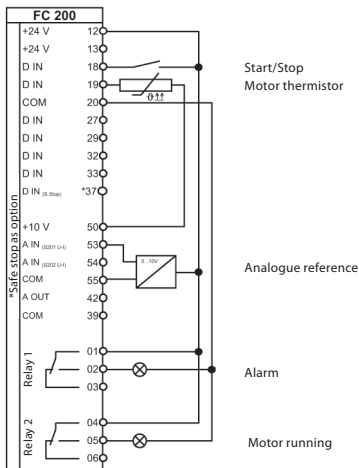 FC 200
+24 V 12
+24 V 13
D IN 18
Start/Stop
D IN 19
Motor thermistor
COM 20
D IN 27
D IN 29
D IN 32
D IN 33
D IN (S.Stop) *37
*Safe stop as option
+10 V 50
A IN (S201 U-I) 53
0...10V
A IN (S202 U-I) 54
Analogue reference
COM 55
A OUT 42
COM 39
Relay 1
01
02
Alarm
03
Relay 2
04
05
Motor running
06